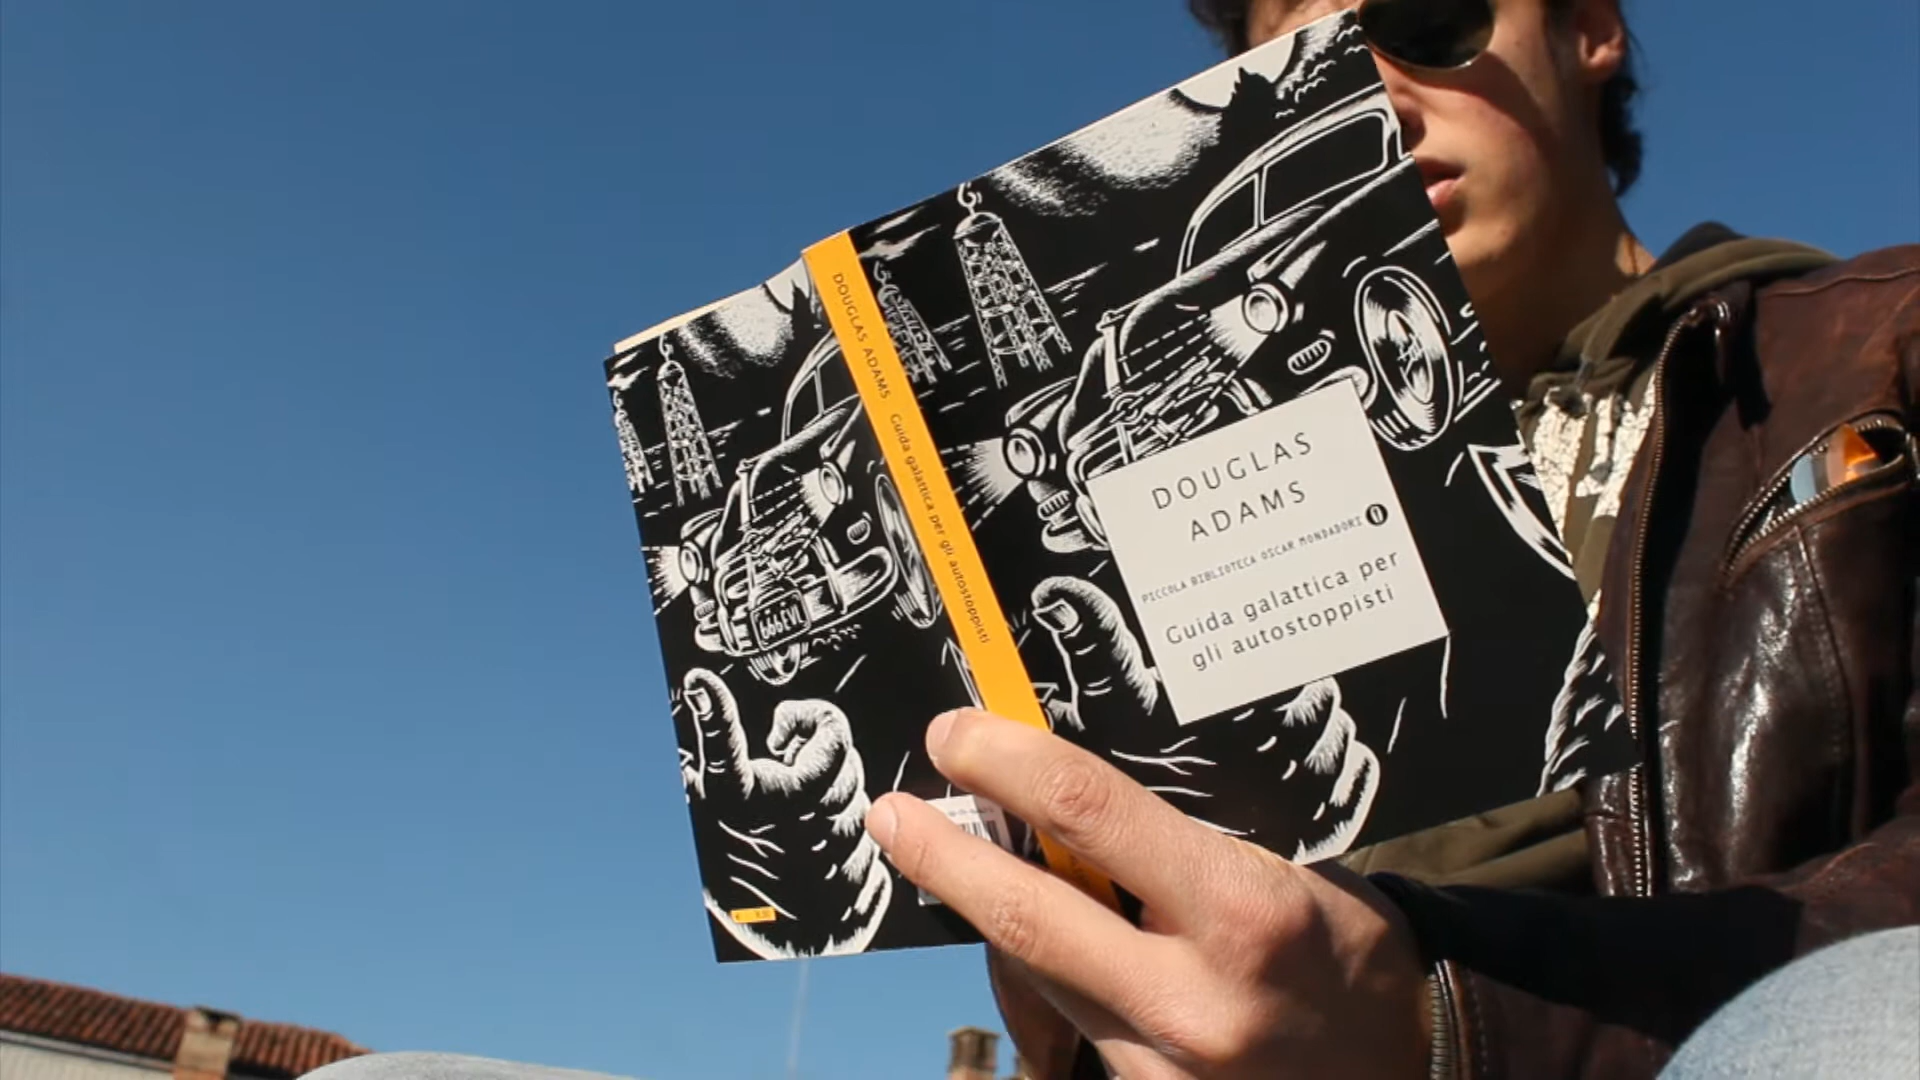 DOUGLAS ADAMS Guida galattica per gli autostoppisti
666EVL
DOUGLAS
ADAMS
PICCOLA BIBLIOTECA OSCAR MONDADORI
Guida galattica per
gli autostoppisti